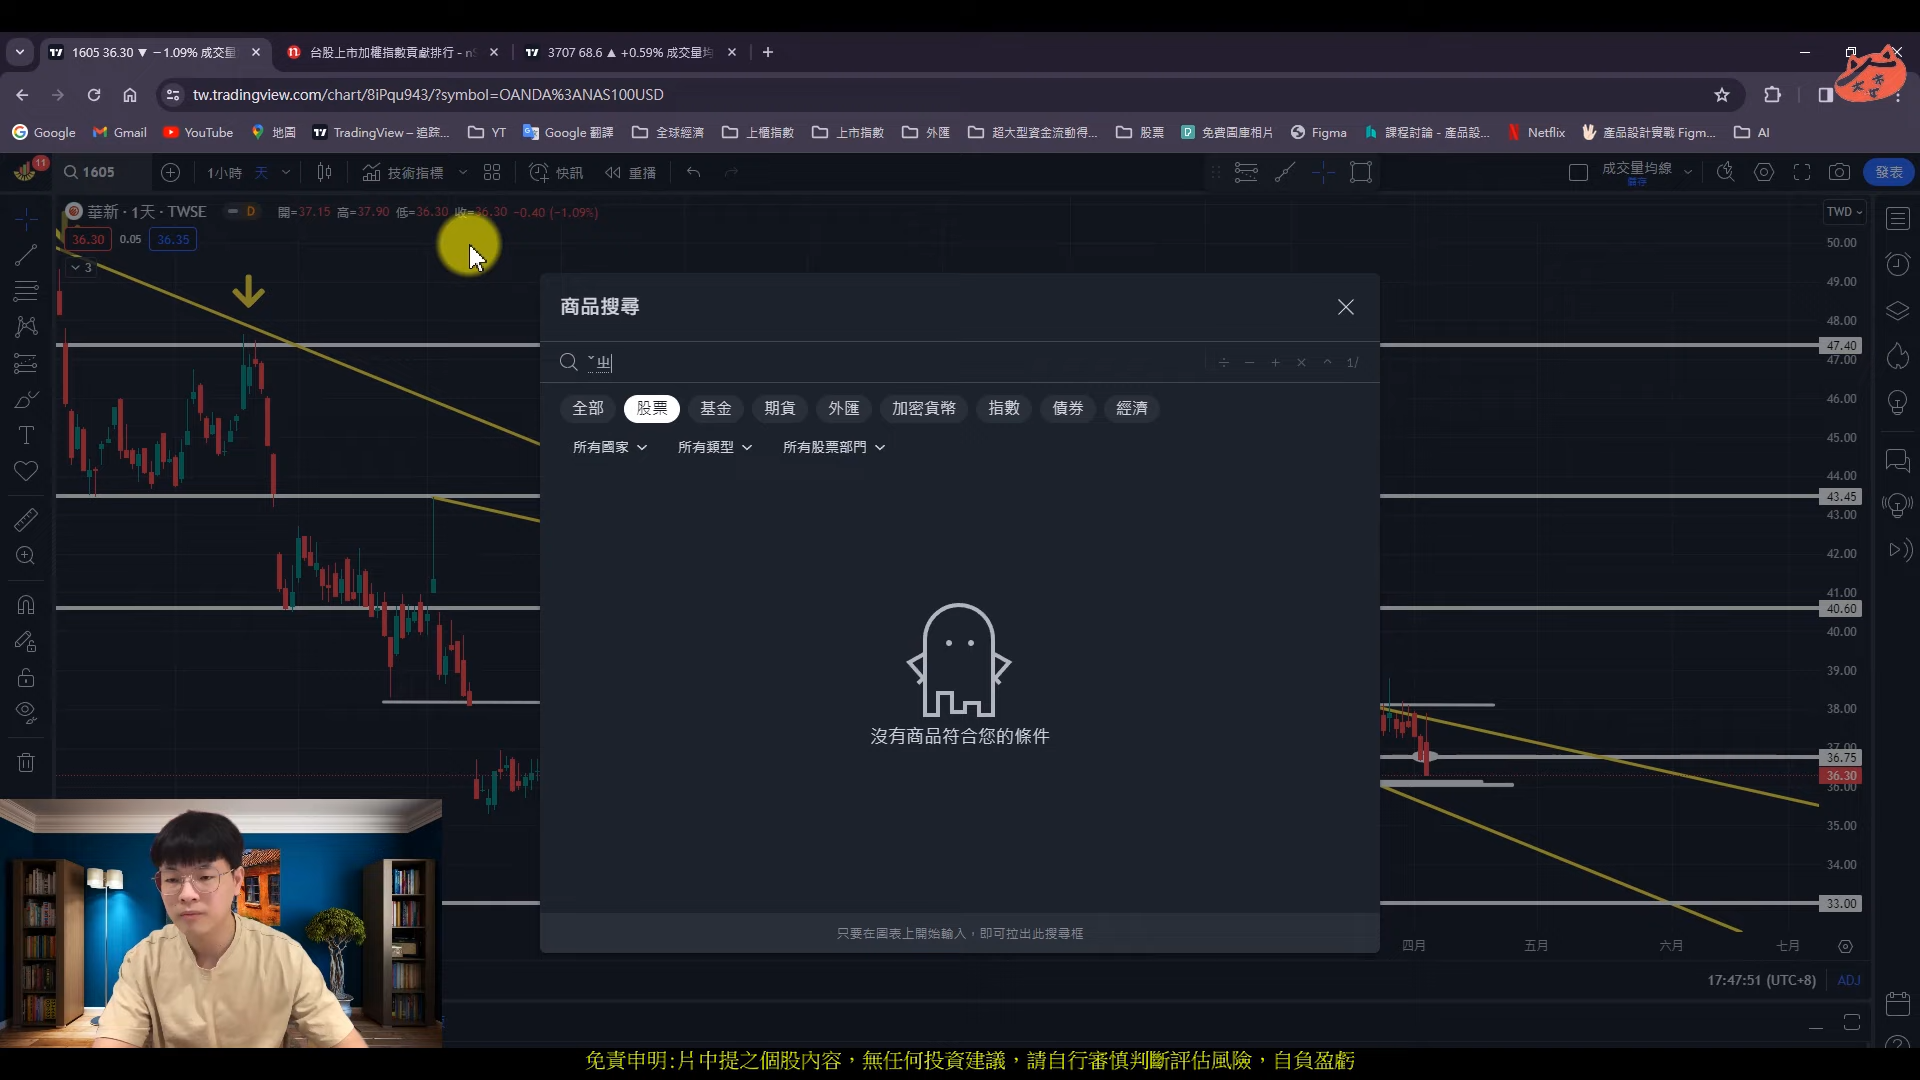 1605 36.30 ▼ −1.09% 成交量
台股上市加權指數貢獻排行 - nS
3707 68.6 ▲ +0.59% 成交量均
tw.tradingview.com/chart/8iPqu943/?symbol=OANDA%3ANAS100USD
Google
Gmail
YouTube
地圖
TradingView – 追踪...
YT
Google 翻譯
全球經濟
上櫃指數
上市指數
外匯
超大型資金流動得...
股票
免費圖庫相片
Figma
課程討論 - 產品設...
Netflix
產品設計實戰 Figm...
AI
11
1605
1小時 天
技術指標
快訊
重播
成交量均線
儲存
發表
華新 · 1天 · TWSE
D
開=37.15 高=37.90 低=36.30 收=36.30 −0.40 (−1.09%)
TWD
36.30 0.05 36.35
3
商品搜尋
ˇㄓ
÷ − + × ^ 1/
全部 股票 基金 期貨 外匯 加密貨幣 指數 債券 經濟
所有國家 所有類型 所有股票部門
沒有商品符合您的條件
只要在圖表上開始輸入，即可拉出此搜尋框
50.00
49.00
48.00
47.40
47.00
46.00
45.00
44.00
43.45
43.00
42.00
41.00
40.60
40.00
39.00
38.00
37.00
36.75
36.30
36.00
35.00
34.00
33.00
四月 五月 六月 七月
17:47:51 (UTC+8)
ADJ
免責申明:片中提之個股內容，無任何投資建議，請自行審慎判斷評估風險，自負盈虧